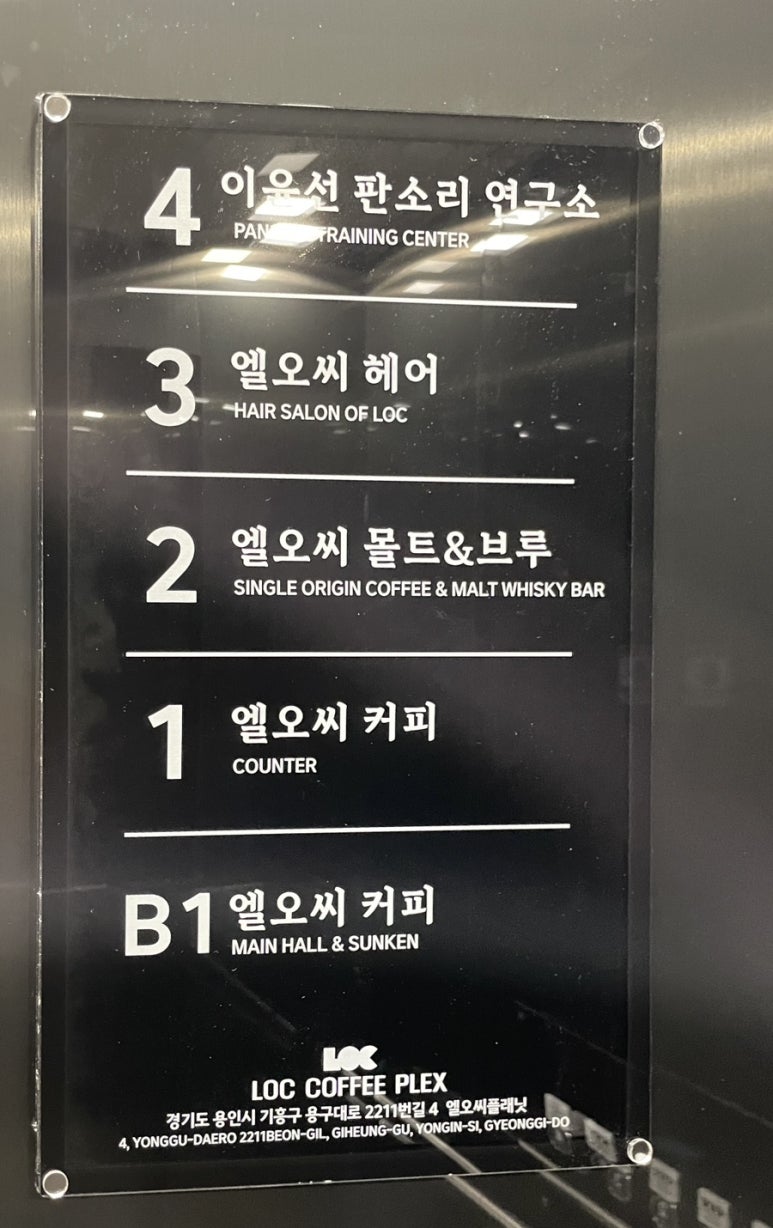 4 이윤선 판소리 연구소
TRAINING CENTER
3 엘오씨 헤어
HAIR SALON OF LOC
2 엘오씨 몰트&브루
SINGLE ORIGIN COFFEE & MALT WHISKY BAR
1 엘오씨 커피
COUNTER
B1 엘오씨 커피
MAIN HALL & SUNKEN
LOC
LOC COFFEE PLEX
경기도 용인시 기흥구 용구대로 2211번길 4 엘오씨플래닛
4, YONGGU-DAERO 2211BEON-GIL, GIHEUNG-GU, YONGIN-SI, GYEONGGI-DO